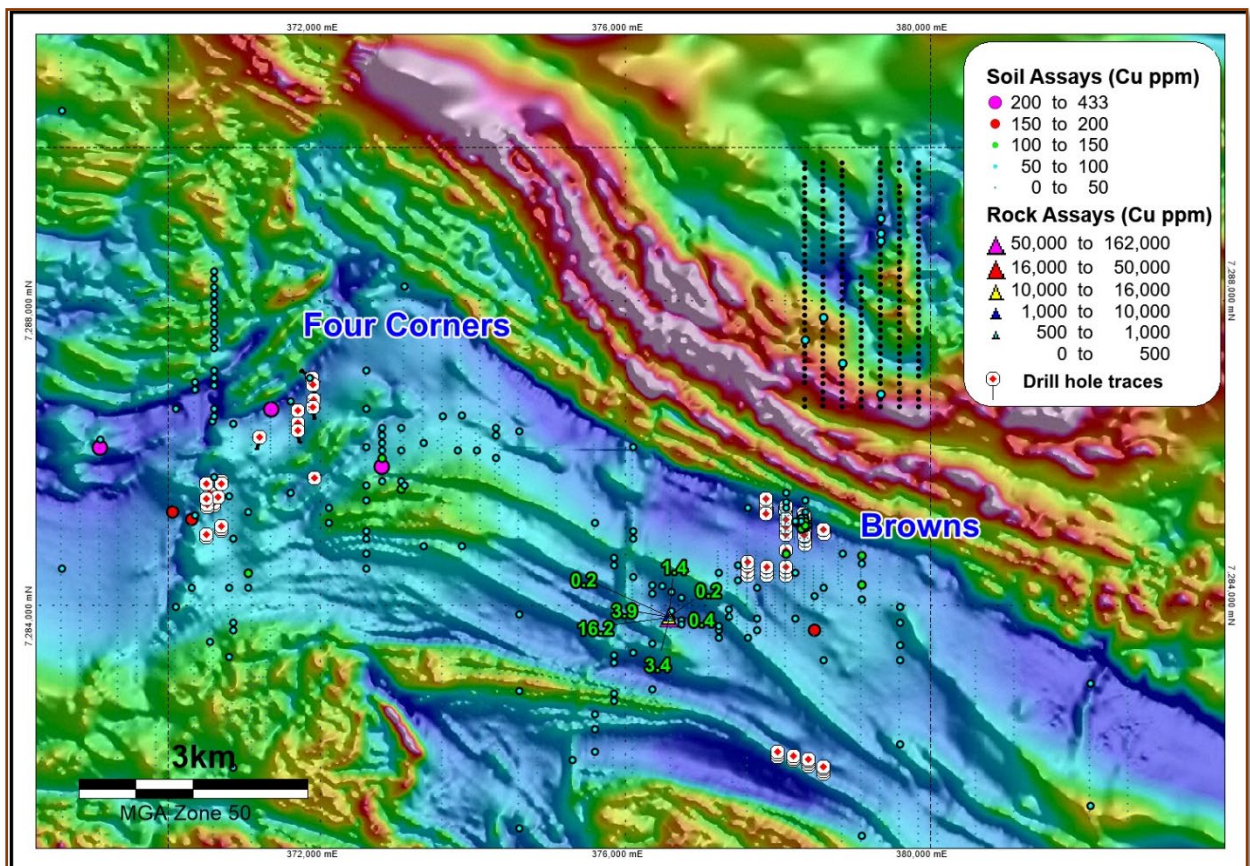 372,000 mE
376,000 mE
380,000 mE
Soil Assays (Cu ppm)
200 to 433
150 to 200
100 to 150
50 to 100
0 to 50
Rock Assays (Cu ppm)
50,000 to 162,000
16,000 to 50,000
10,000 to 16,000
1,000 to 10,000
500 to 1,000
0 to 500
Drill hole traces
7,288,000 mN
7,288,000 mN
Four Corners
Browns
1.4
0.2
0.2
3.9
16.2
0.4
3.4
7,284,000 mN
7,284,000 mN
3km
MGA Zone 50
372,000 mE
376,000 mE
380,000 mE